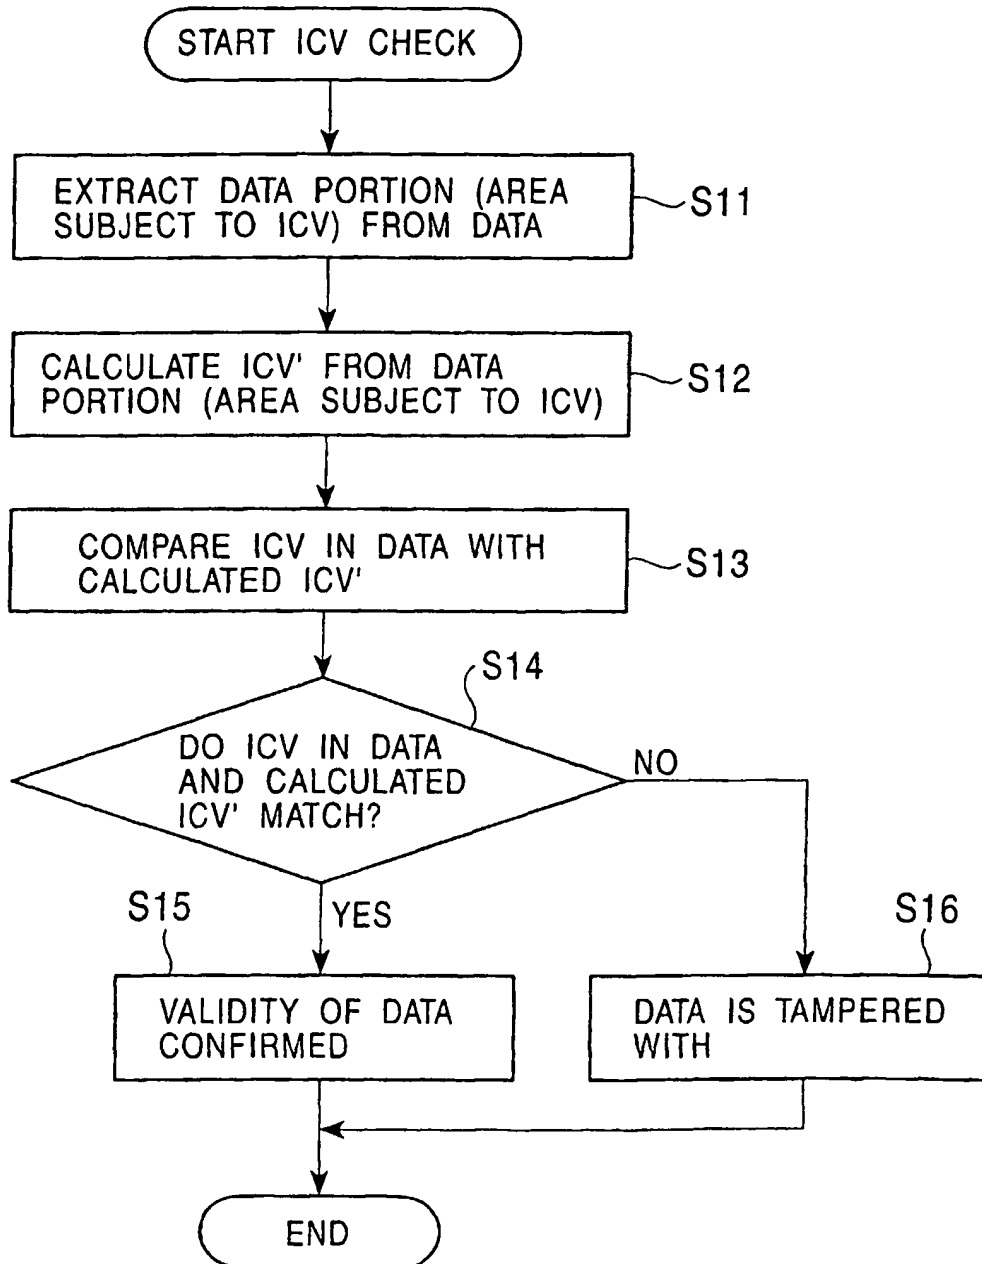 START ICV CHECK
EXTRACT DATA PORTION (AREA
SUBJECT TO ICV) FROM DATA
S11
CALCULATE ICV' FROM DATA
PORTION (AREA SUBJECT TO ICV)
S12
COMPARE ICV IN DATA WITH
CALCULATED ICV'
S13
S14
DO ICV IN DATA
AND CALCULATED
ICV' MATCH?
NO
YES
S15
VALIDITY OF DATA
CONFIRMED
S16
DATA IS TAMPERED
WITH
END